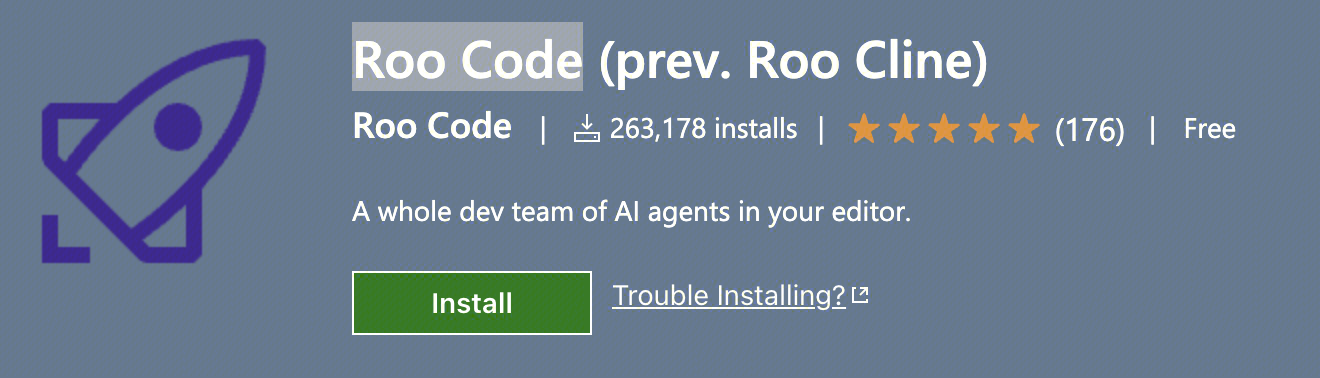 Roo Code (prev. Roo Cline)
Roo Code | 263,178 installs | (176) | Free
A whole dev team of AI agents in your editor.
Install Trouble Installing?